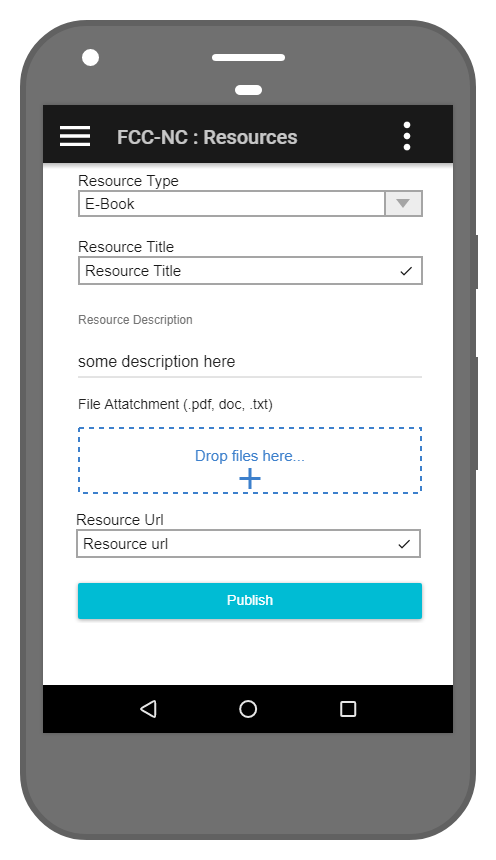 FCC-NC : Resources
Resource Type
E-Book
Resource Title
Resource Title
Resource Description
some description here
File Attatchment (.pdf, doc, .txt)
Drop files here...
Resource Url
Resource url
Publish